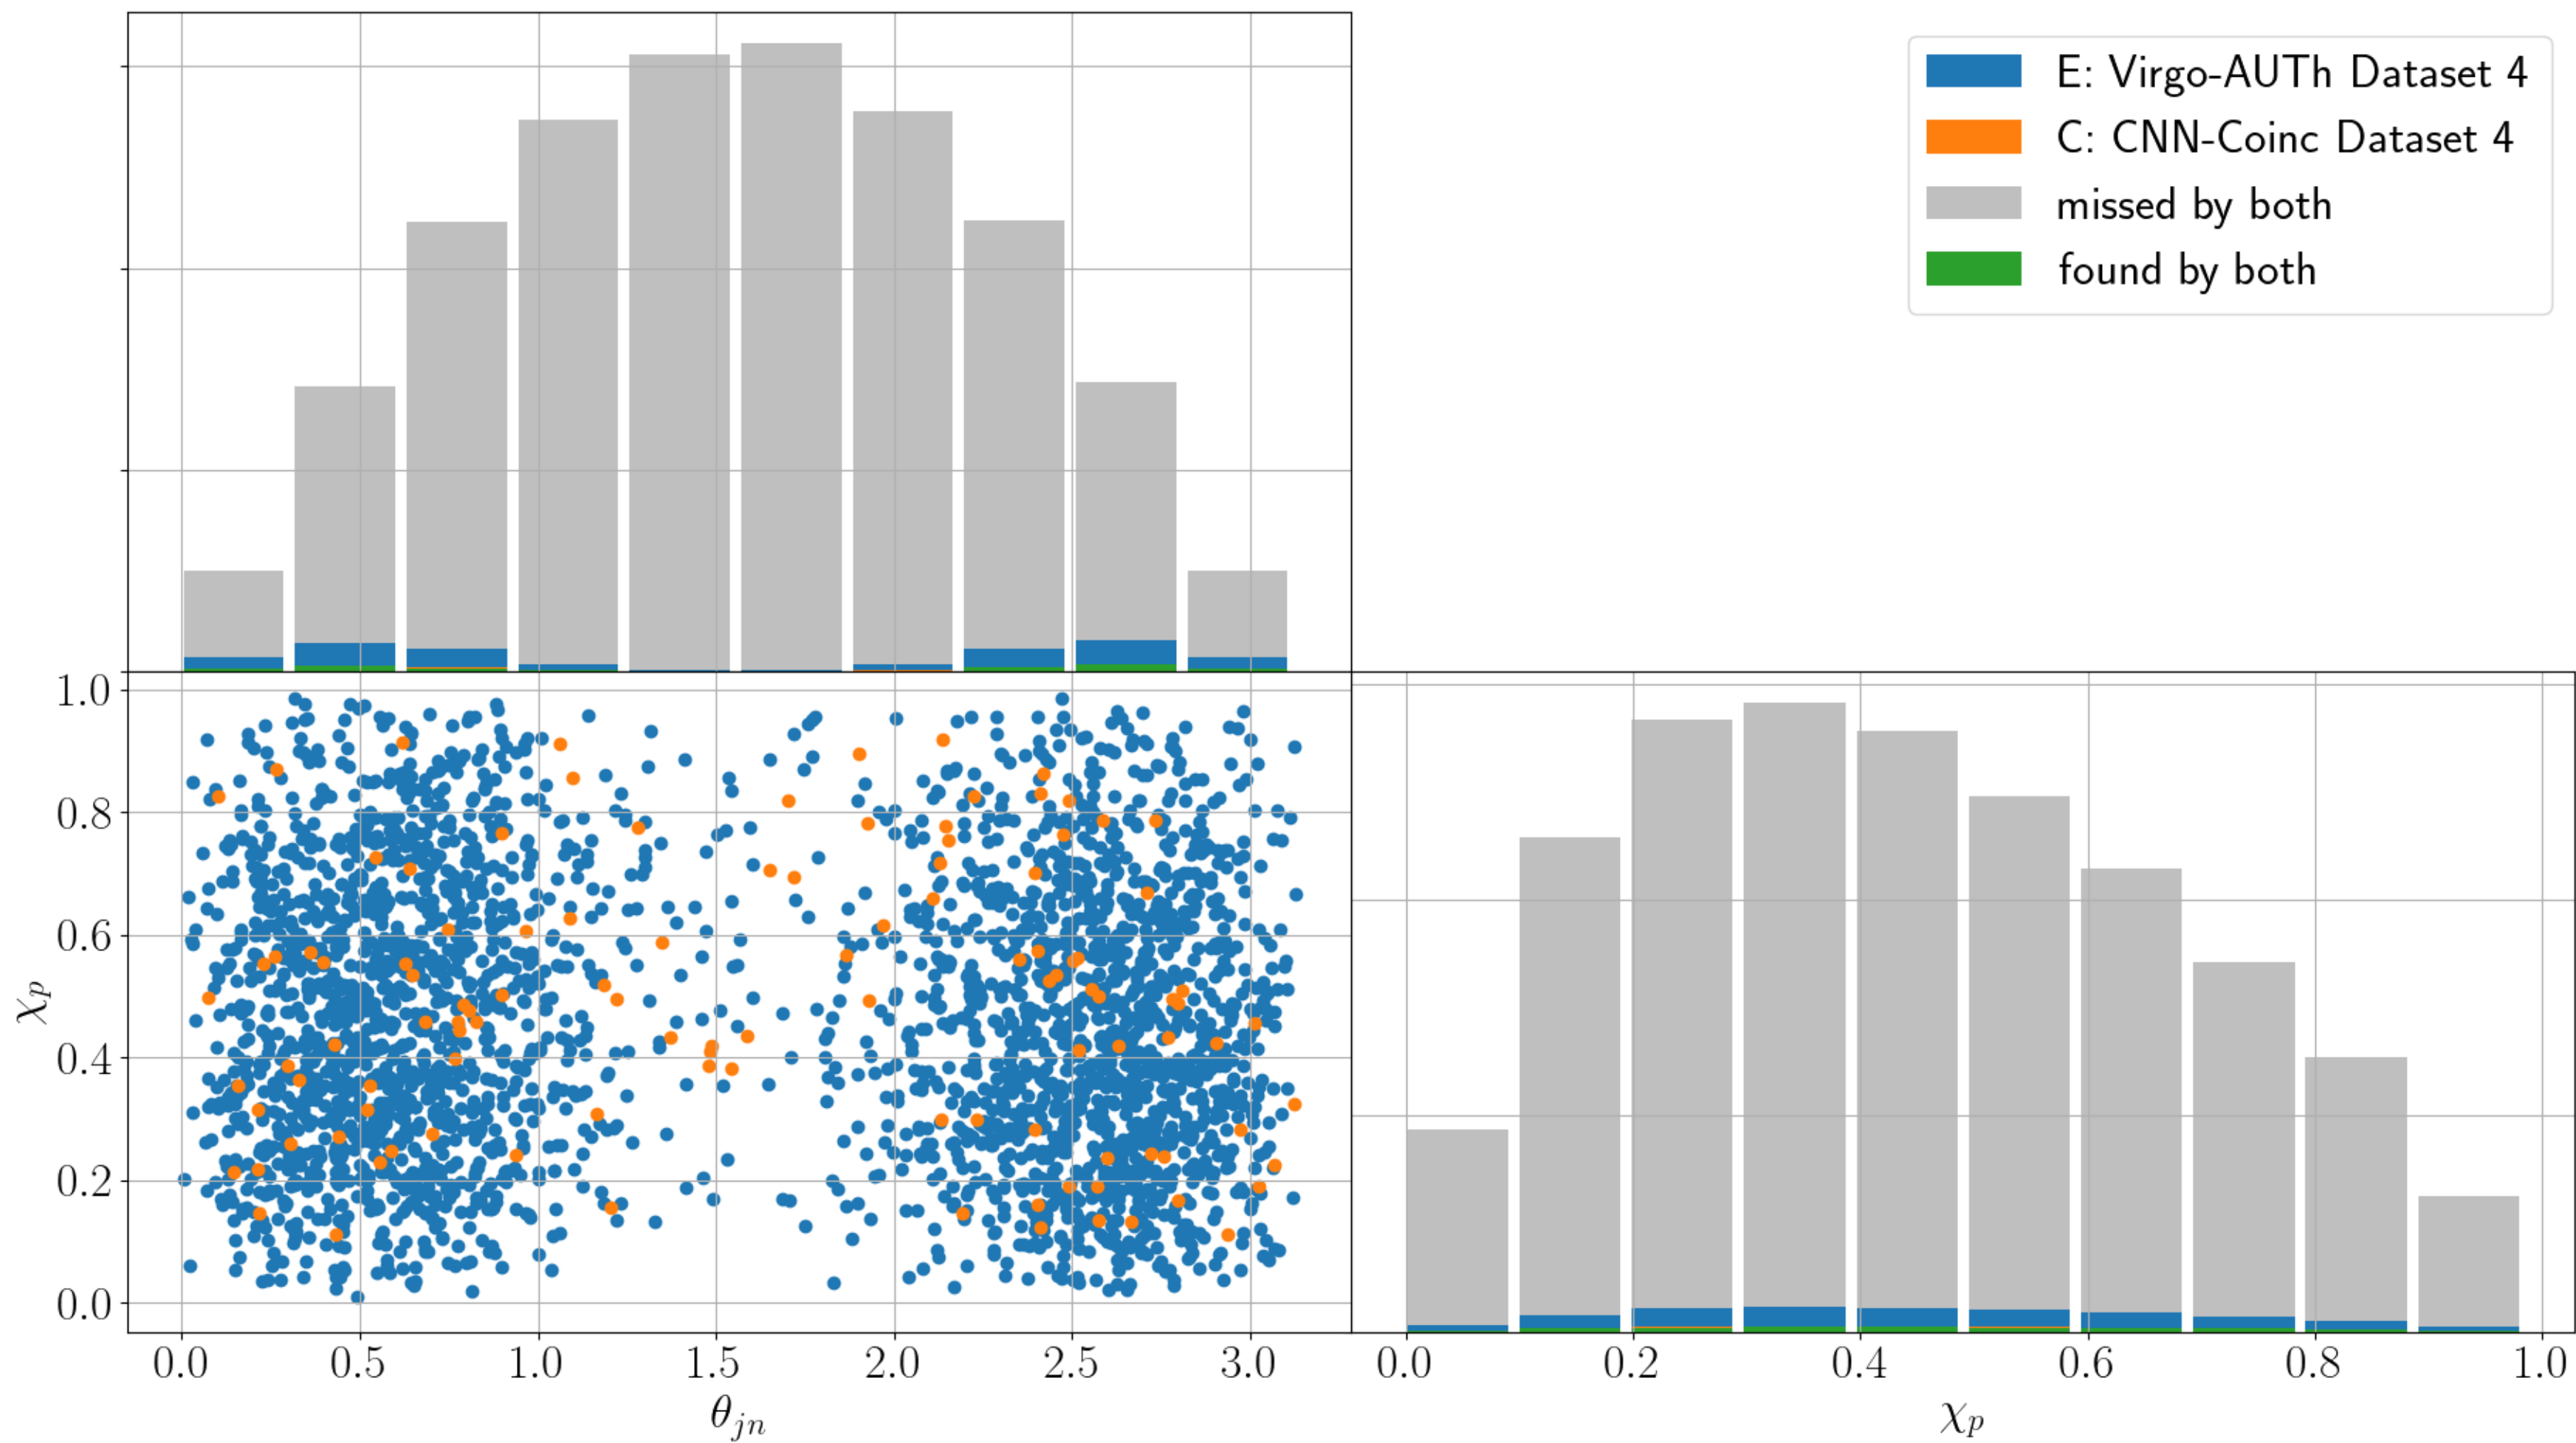 E: Virgo-AUTh Dataset 4
C: CNN-Coinc Dataset 4
missed by both
found by both
1.0
0.8
0.6
0.4
0.2
0.0
χp
0.0 0.5 1.0 1.5 2.0 2.5 3.0
θjn
0.0 0.2 0.4 0.6 0.8 1.0
χp